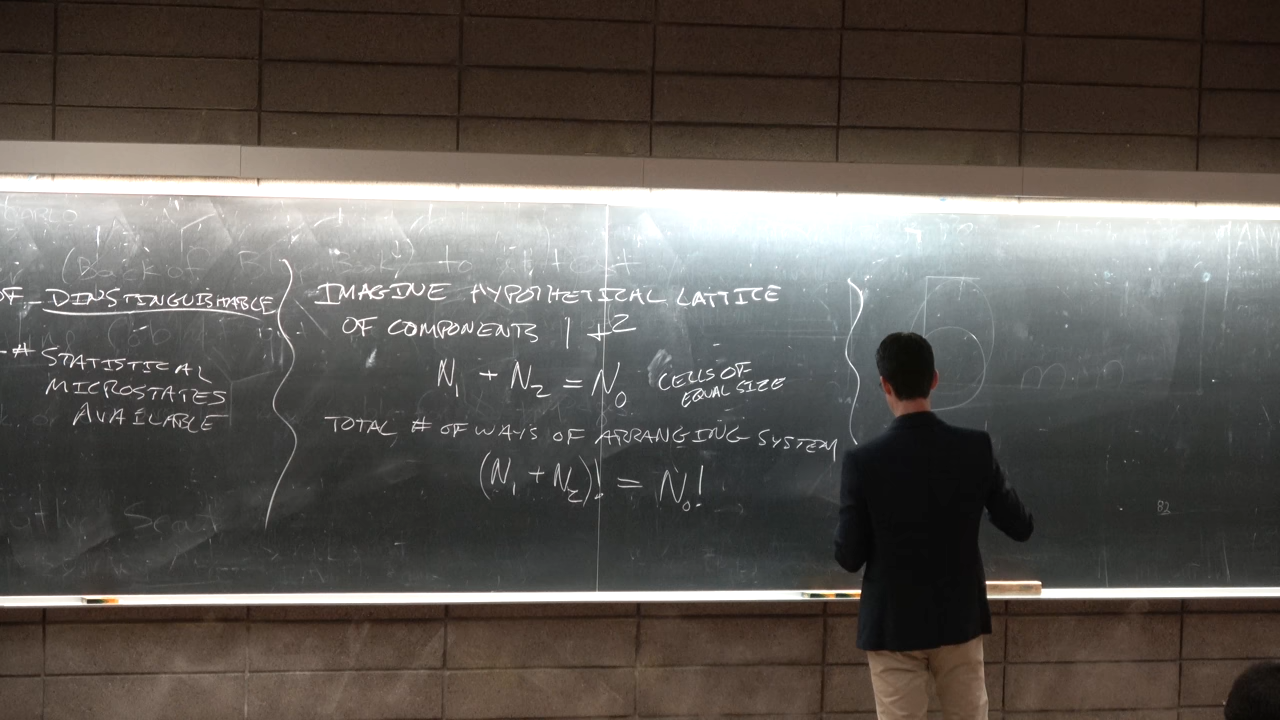 OF DINSTINGUISHABLE
# STATISTICAL
MICROSTATES
AVAILABLE
IMAGINE HYPOTHETICAL LATTICE
OF COMPONENTS 1 + 2
N₁ + N₂ = N₀ CELLS OF
EQUAL SIZE
TOTAL # OF WAYS OF ARRANGING SYSTEM
(N₁ + N₂)! = N₀!
82